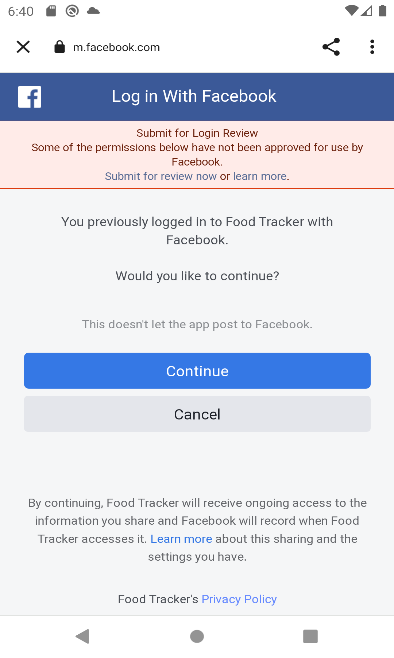 6:40
m.facebook.com
Log in With Facebook
Submit for Login Review
Some of the permissions below have not been approved for use by
Facebook.
Submit for review now or learn more.
You previously logged in to Food Tracker with
Facebook.
Would you like to continue?
This doesn't let the app post to Facebook.
Continue
Cancel
By continuing, Food Tracker will receive ongoing access to the
information you share and Facebook will record when Food
Tracker accesses it. Learn more about this sharing and the
settings you have.
Food Tracker's Privacy Policy